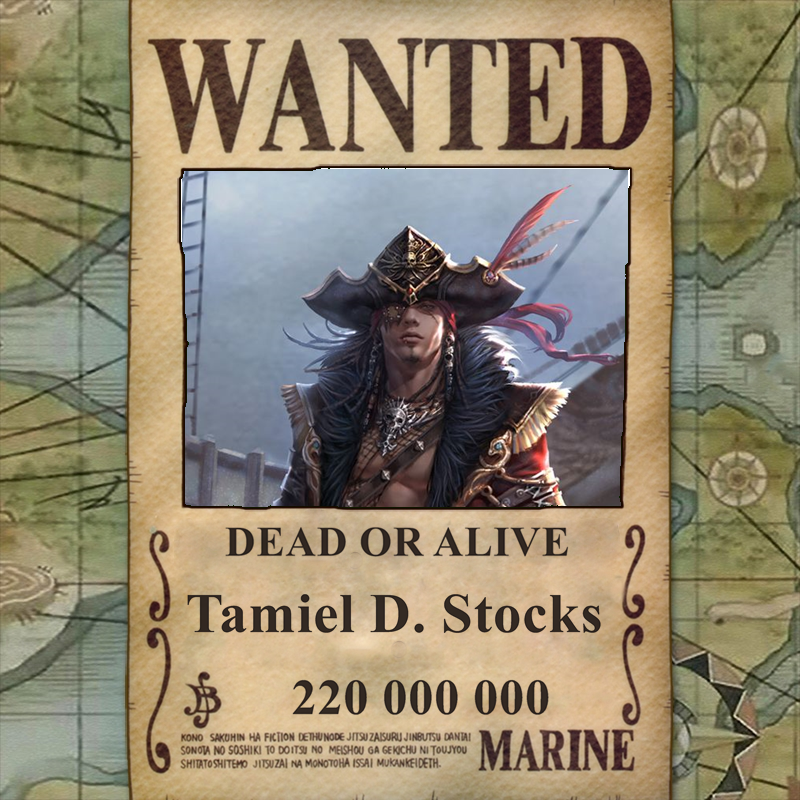 WANTED
DEAD OR ALIVE
Tamiel D. Stocks
220 000 000
KONO SAKUHIN HA FICTION DETHUNODE JITSUZAISURU JINBUTSU DANTAI
SONOTA NO SOSHIKI TO DOITSU NO MEISHOU GA GEKICHU NI TOUJYOU
SHITATOSHITEMO JITSUZAI NA MONOTOHA ISSAI MUKANKEIDETH.
MARINE